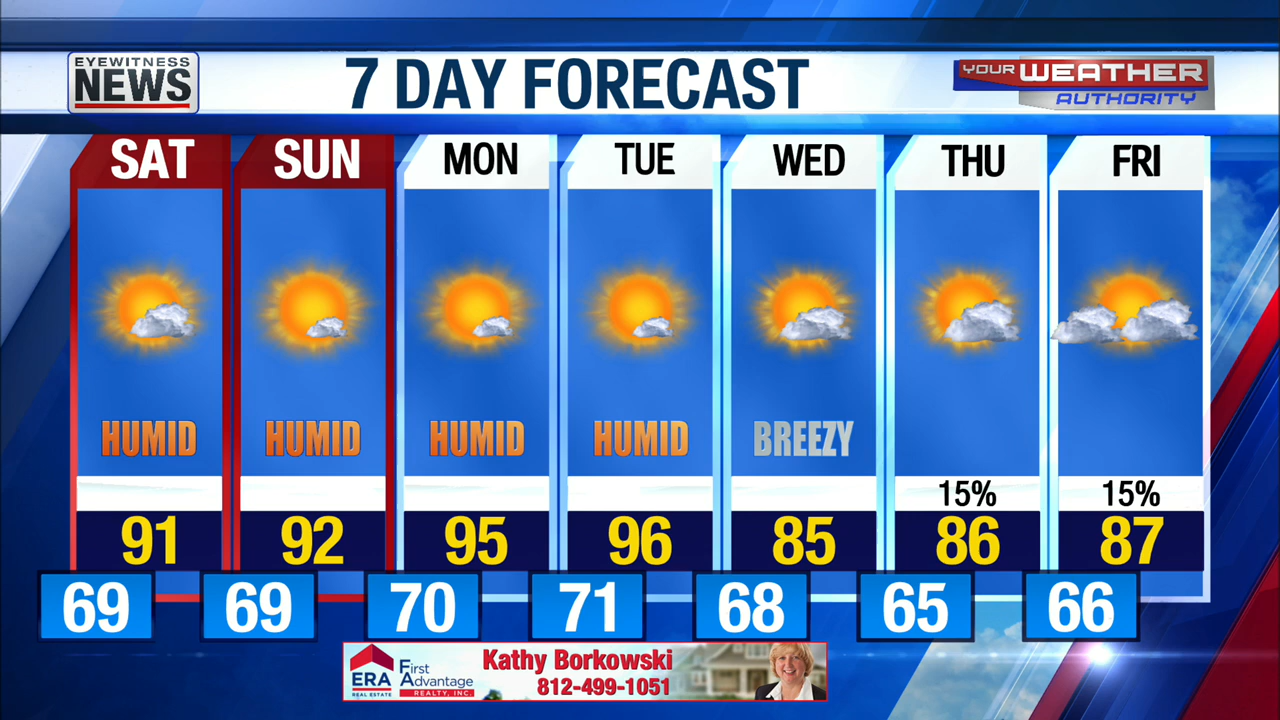 EYEWITNESS
NEWS
7 DAY FORECAST
YOUR WEATHER
AUTHORITY
SAT SUN MON TUE WED THU FRI
HUMID HUMID HUMID HUMID BREEZY
15% 15%
91 92 95 96 85 86 87
69 69 70 71 68 65 66
ERA
REAL ESTATE
First
Advantage
REALTY, INC.
Kathy Borkowski
812-499-1051